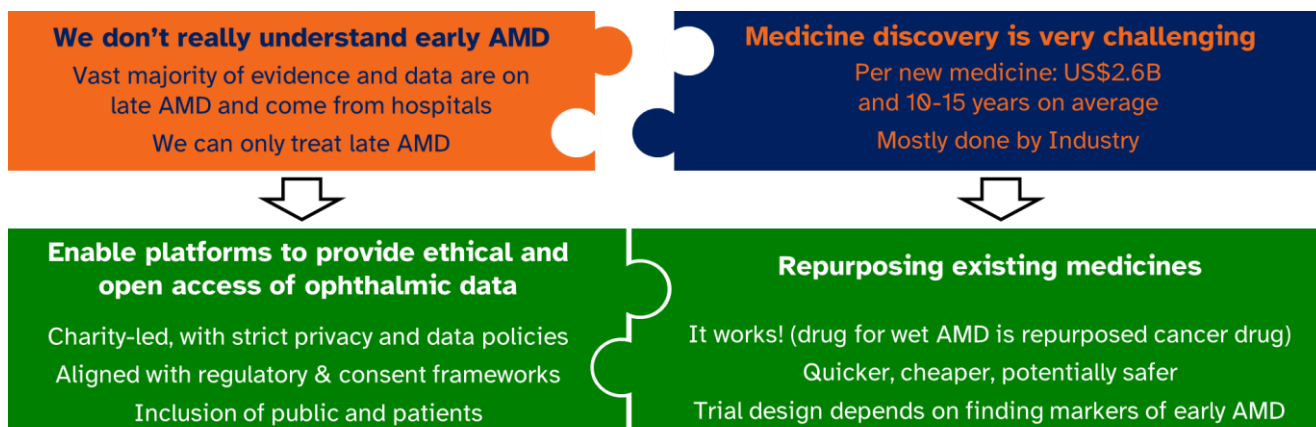 We don't really understand early AMD
Vast majority of evidence and data are on
late AMD and come from hospitals
We can only treat late AMD
Medicine discovery is very challenging
Per new medicine: US$2.6B
and 10-15 years on average
Mostly done by Industry
Enable platforms to provide ethical and
open access of ophthalmic data
Charity-led, with strict privacy and data policies
Aligned with regulatory & consent frameworks
Inclusion of public and patients
Repurposing existing medicines
It works! (drug for wet AMD is repurposed cancer drug)
Quicker, cheaper, potentially safer
Trial design depends on finding markers of early AMD